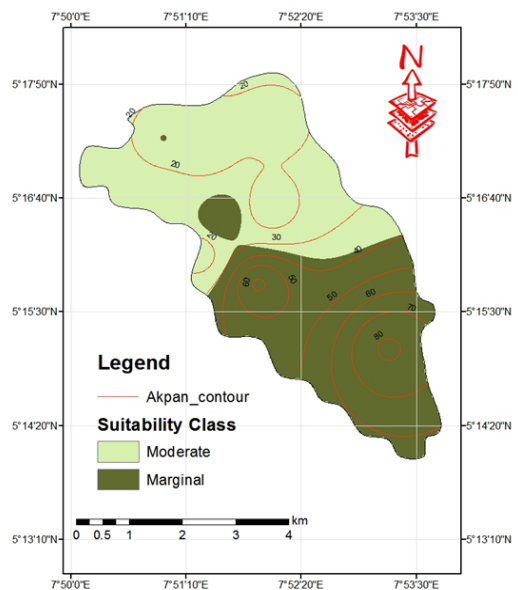 7°50'0"E 7°51'10"E 7°52'20"E 7°53'30"E
N
5°17'50"N 5°17'50"N
20
20
20
5°16'40"N 5°16'40"N
20
30
40
60
50
50
60
70
5°15'30"N 5°15'30"N
80
Legend
Akpan_contour
Suitability Class
Moderate
Marginal
5°14'20"N 5°14'20"N
km
0 0.5 1 2 3 4
5°13'10"N 5°13'10"N
7°50'0"E 7°51'10"E 7°52'20"E 7°53'30"E